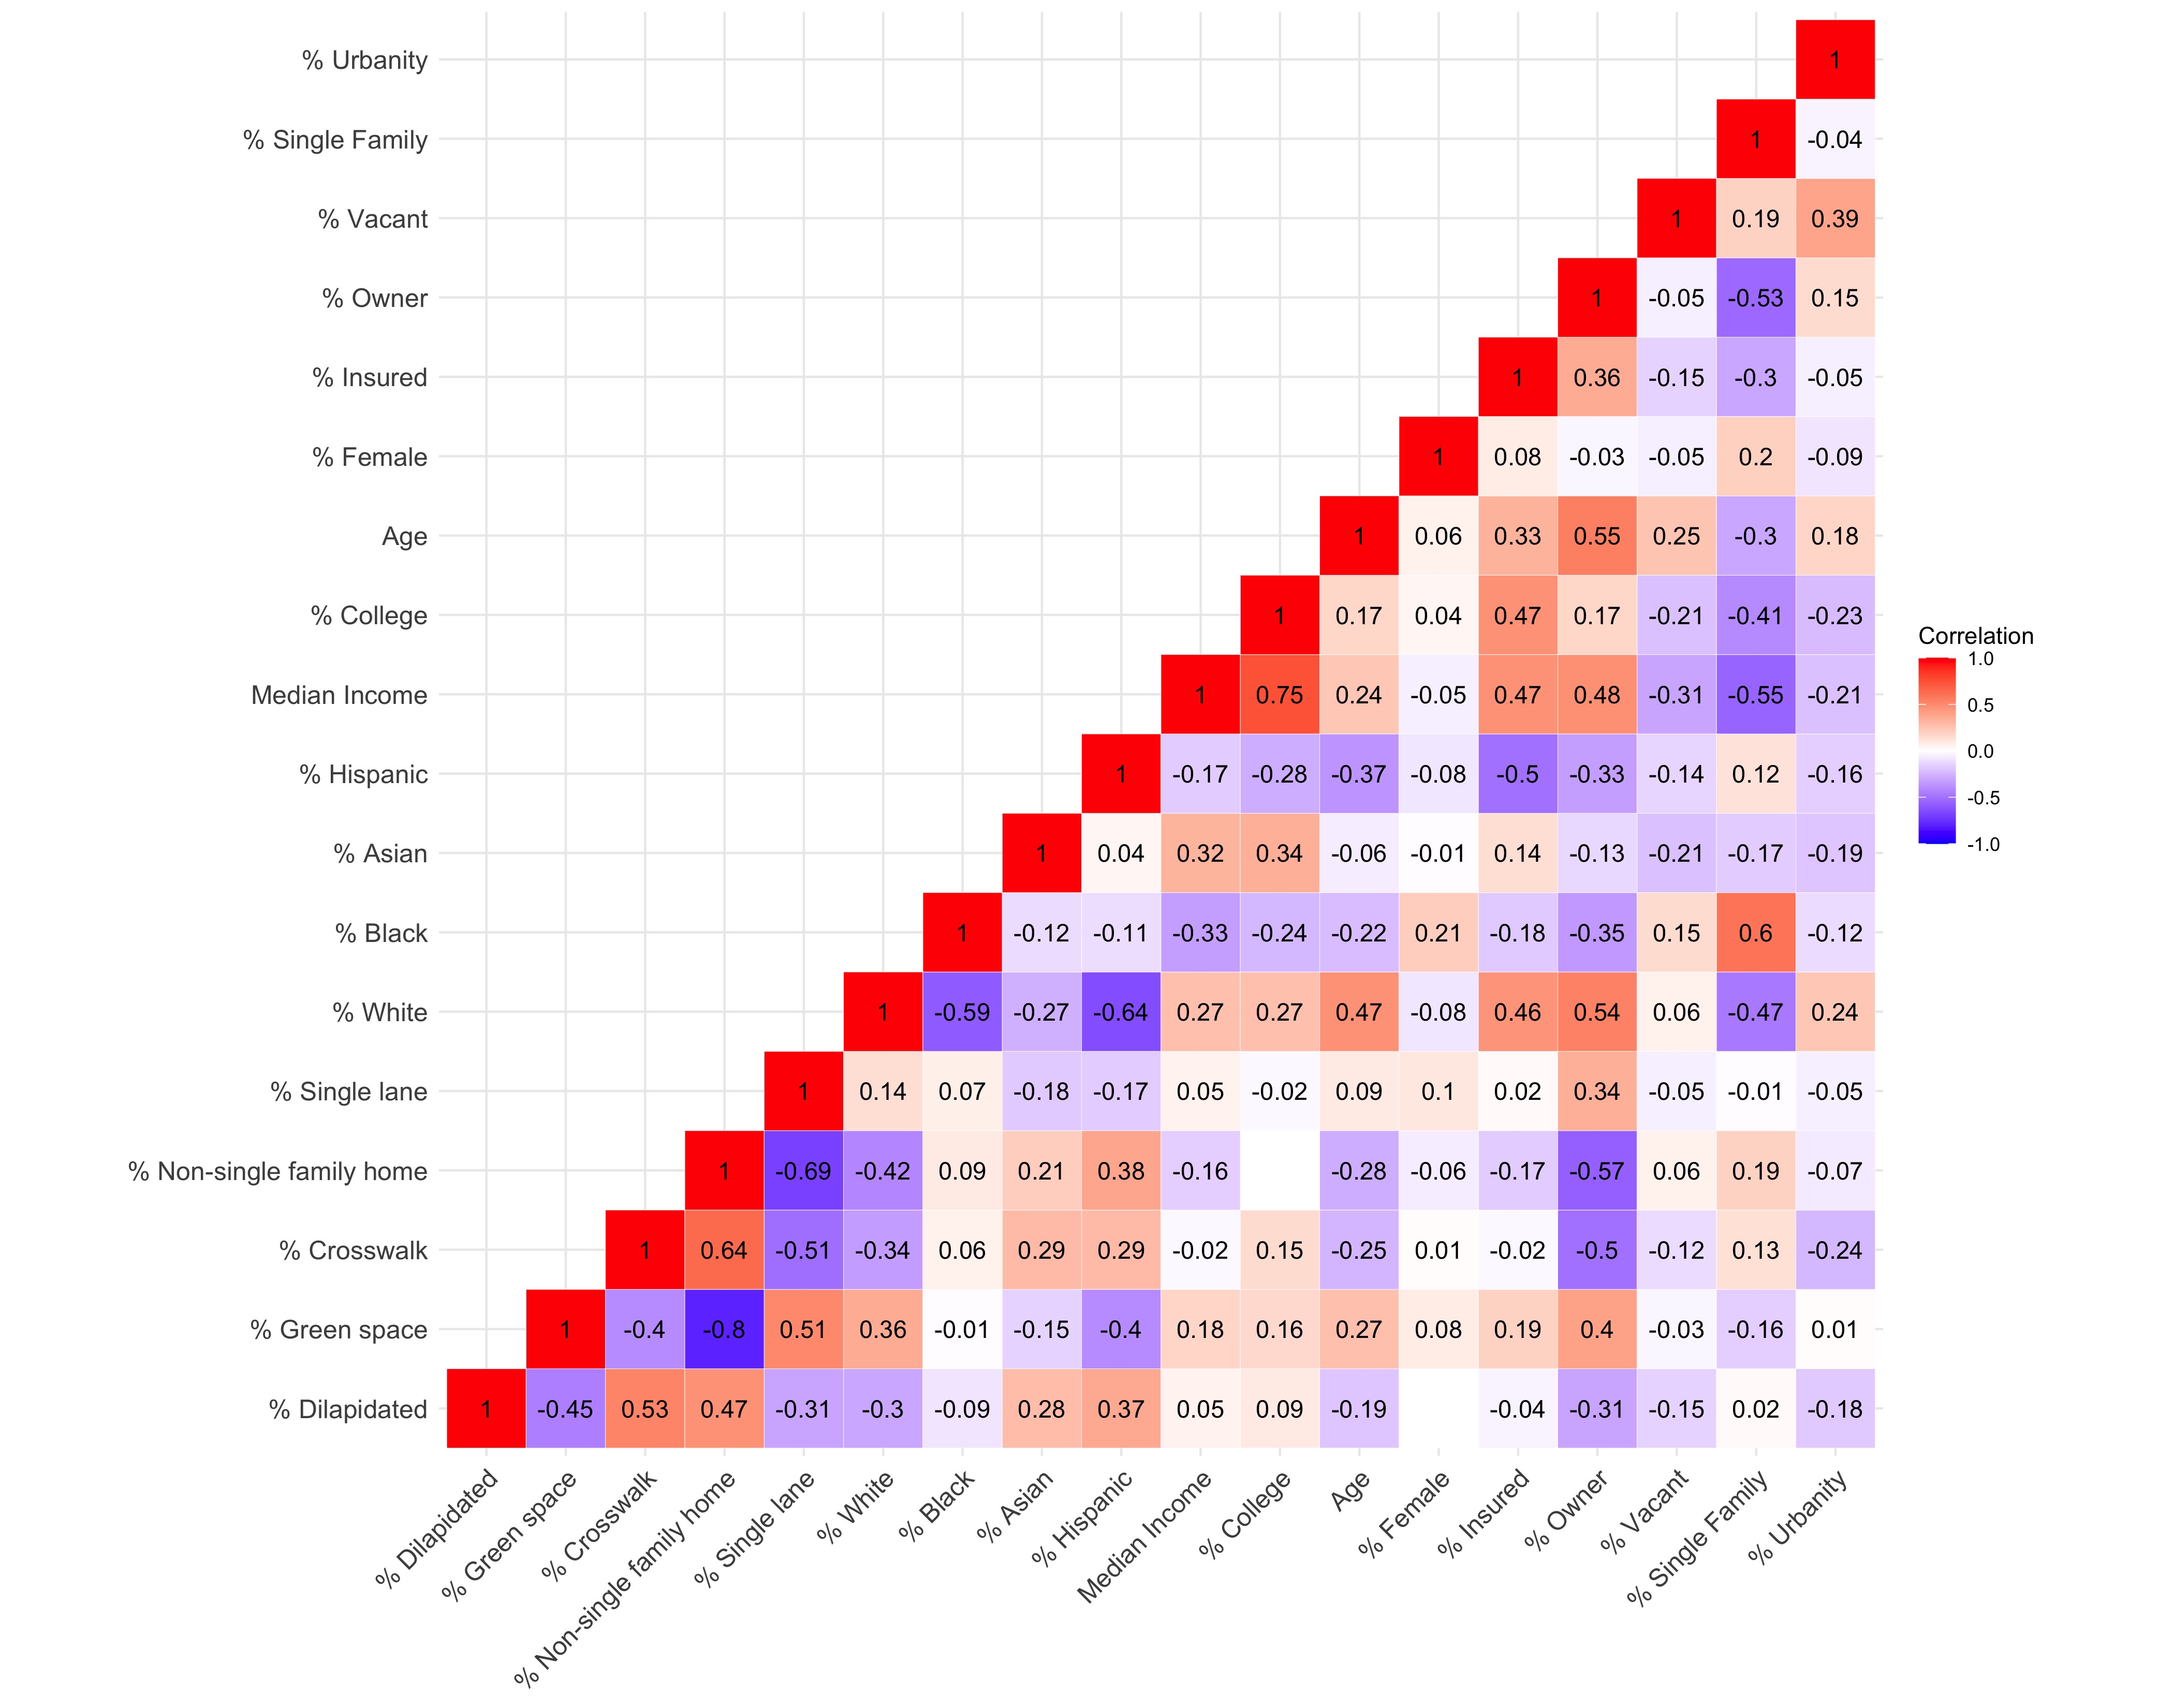 % Urbanity 1
% Single Family 1 -0.04
% Vacant 1 0.19 0.39
% Owner 1 -0.05 -0.53 0.15
% Insured 1 0.36 -0.15 -0.3 -0.05
% Female 1 0.08 -0.03 -0.05 0.2 -0.09
Age 1 0.06 0.33 0.55 0.25 -0.3 0.18
% College 1 0.17 0.04 0.47 0.17 -0.21 -0.41 -0.23
Median Income 1 0.75 0.24 -0.05 0.47 0.48 -0.31 -0.55 -0.21
% Hispanic 1 -0.17 -0.28 -0.37 -0.08 -0.5 -0.33 -0.14 0.12 -0.16
% Asian 1 0.04 0.32 0.34 -0.06 -0.01 0.14 -0.13 -0.21 -0.17 -0.19
% Black 1 -0.12 -0.11 -0.33 -0.24 -0.22 0.21 -0.18 -0.35 0.15 0.6 -0.12
% White 1 -0.59 -0.27 -0.64 0.27 0.27 0.47 -0.08 0.46 0.54 0.06 -0.47 0.24
% Single lane 1 0.14 0.07 -0.18 -0.17 0.05 -0.02 0.09 0.1 0.02 0.34 -0.05 -0.01 -0.05
% Non-single family home 1 -0.69 -0.42 0.09 0.21 0.38 -0.16 -0.28 -0.06 -0.17 -0.57 0.06 0.19 -0.07
% Crosswalk 1 0.64 -0.51 -0.34 0.06 0.29 0.29 -0.02 0.15 -0.25 0.01 -0.02 -0.5 -0.12 0.13 -0.24
% Green space 1 -0.4 -0.8 0.51 0.36 -0.01 -0.15 -0.4 0.18 0.16 0.27 0.08 0.19 0.4 -0.03 -0.16 0.01
% Dilapidated 1 -0.45 0.53 0.47 -0.31 -0.3 -0.09 0.28 0.37 0.05 0.09 -0.19 -0.04 -0.31 -0.15 0.02 -0.18
% Dilapidated
% Green space
% Crosswalk
% Non-single family home
% Single lane
% White
% Black
% Asian
% Hispanic
Median Income
% College
Age
% Female
% Insured
% Owner
% Vacant
% Single Family
% Urbanity
Correlation
1.0
0.5
0.0
-0.5
-1.0